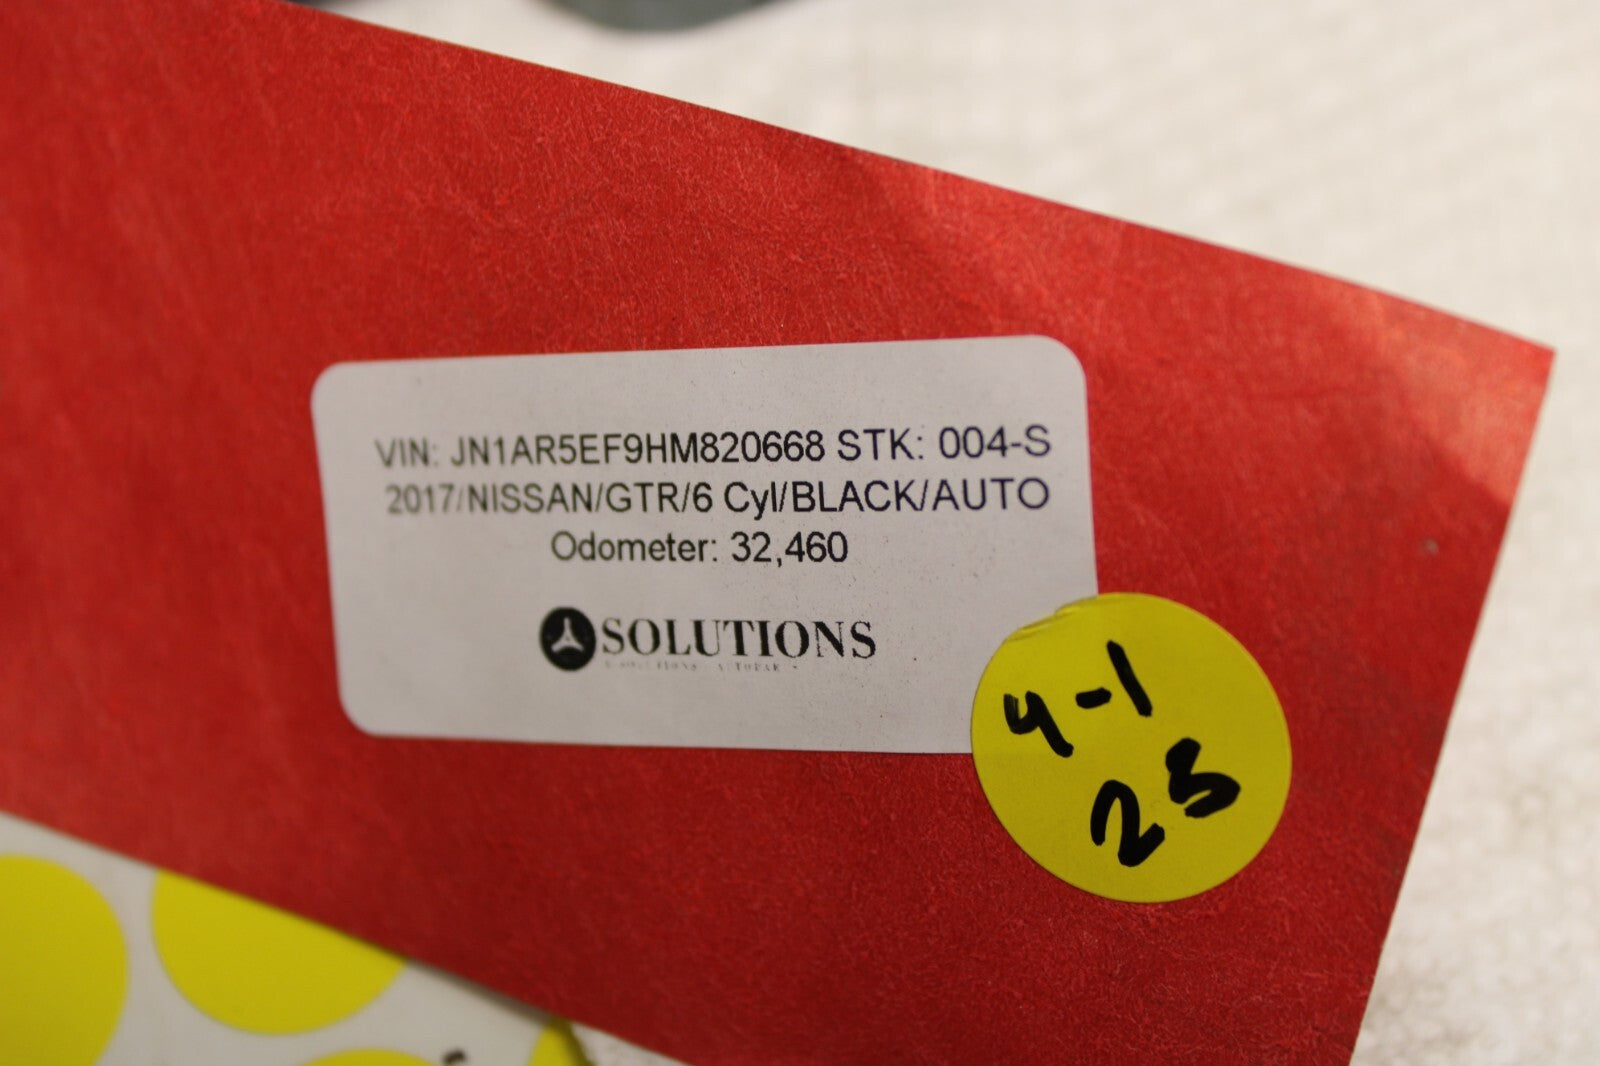 VIN: JN1AR5EF9HM820668 STK: 004-S
2017/NISSAN/GTR/6 Cyl/BLACK/AUTO
Odometer: 32,460
SOLUTIONS
4-1
23